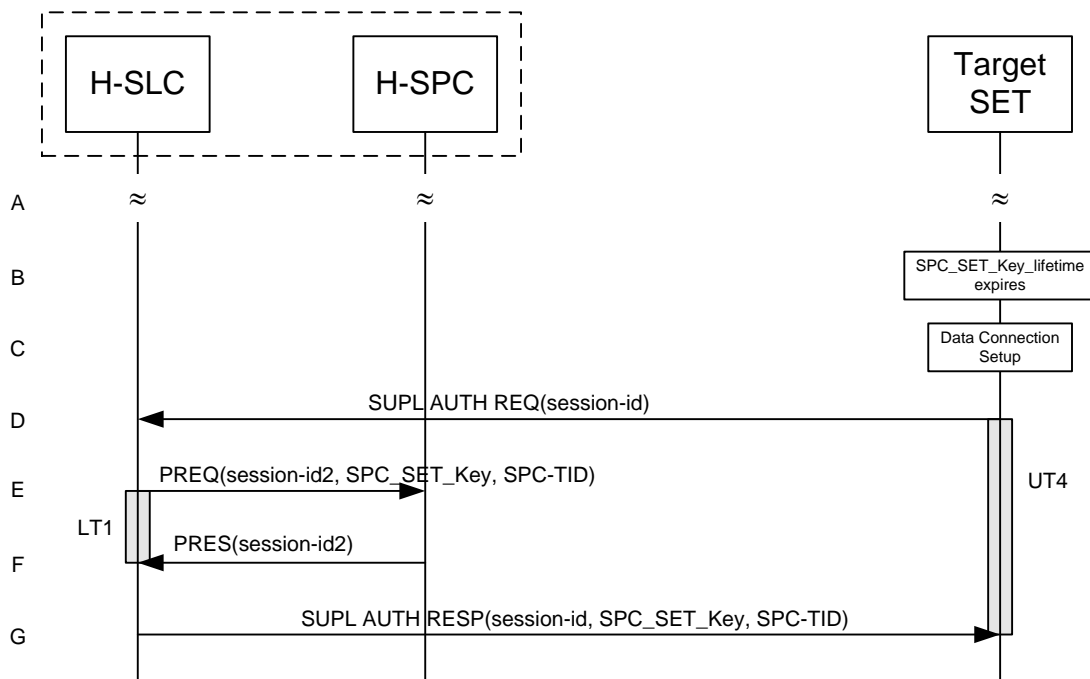 H-SLC
H-SPC
Target
SET
A
≈
≈
≈
B
SPC_SET_Key_lifetime
expires
C
Data Connection
Setup
D
SUPL AUTH REQ(session-id)
E
PREQ(session-id2, SPC_SET_Key, SPC-TID)
UT4
LT1
PRES(session-id2)
F
SUPL AUTH RESP(session-id, SPC_SET_Key, SPC-TID)
G